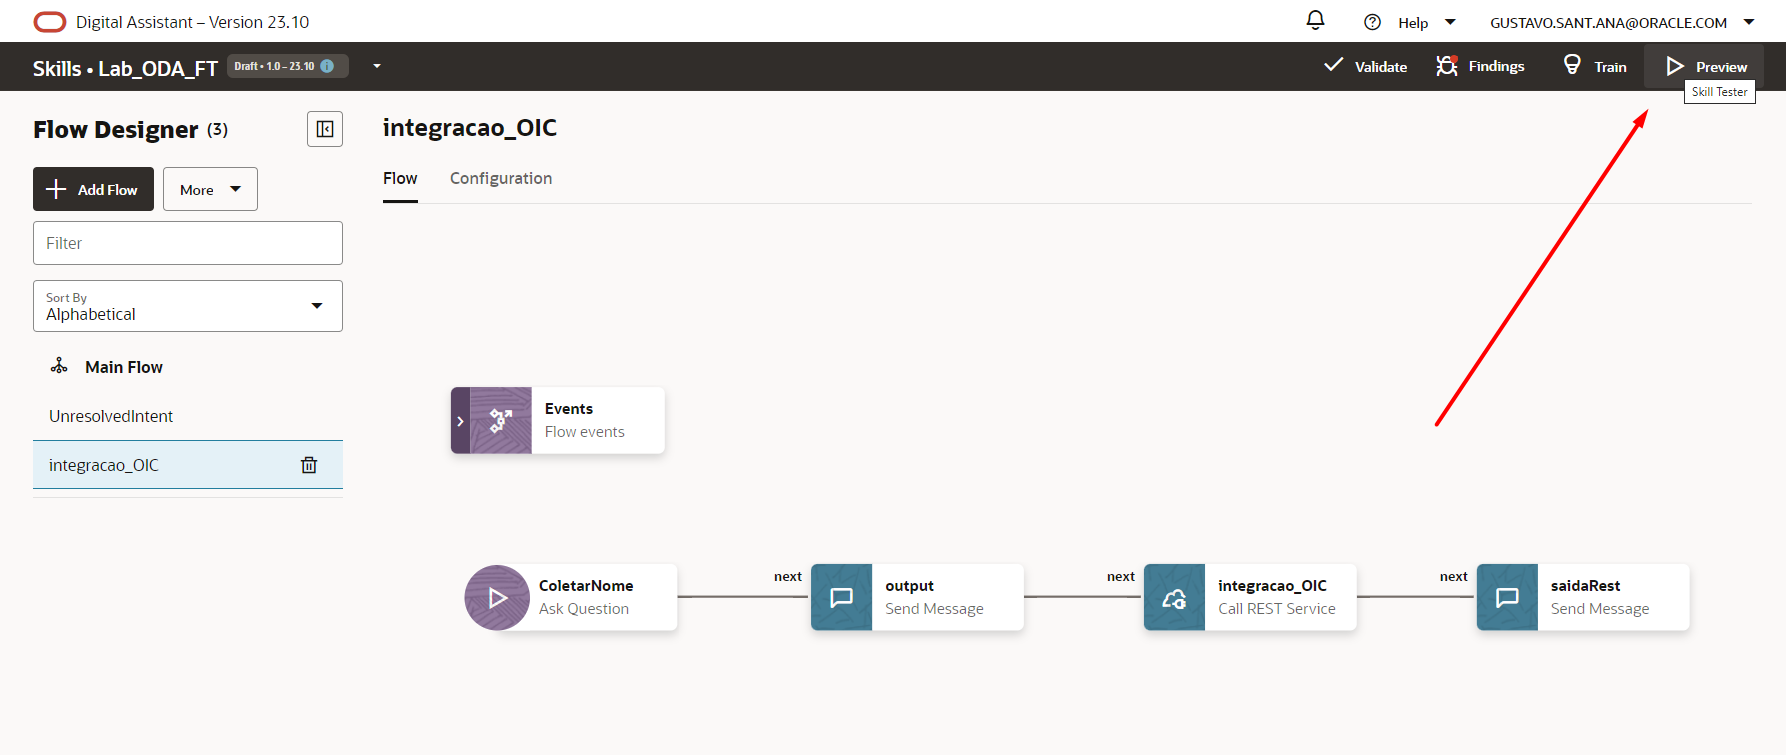 Digital Assistant – Version 23.10
Help
GUSTAVO.SANT.ANA@ORACLE.COM
Skills • Lab_ODA_FT
Draft • 1.0 – 23.10
Validate
Findings
Train
Preview
Skill Tester
Flow Designer (3)
Add Flow
More
Filter
Sort By
Alphabetical
Main Flow
UnresolvedIntent
integracao_OIC
integracao_OIC
Flow
Configuration
Events
Flow events
ColetarNome
Ask Question
next
output
Send Message
next
integracao_OIC
Call REST Service
next
saidaRest
Send Message